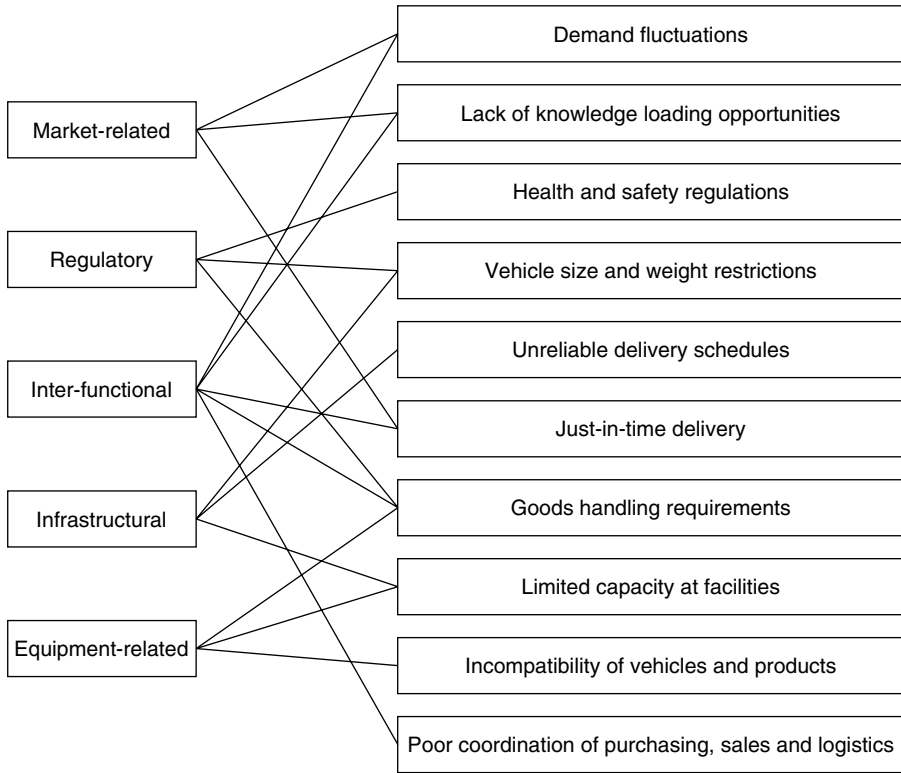 Market-related
Regulatory
Inter-functional
Infrastructural
Equipment-related
Demand fluctuations
Lack of knowledge loading opportunities
Health and safety regulations
Vehicle size and weight restrictions
Unreliable delivery schedules
Just-in-time delivery
Goods handling requirements
Limited capacity at facilities
Incompatibility of vehicles and products
Poor coordination of purchasing, sales and logistics